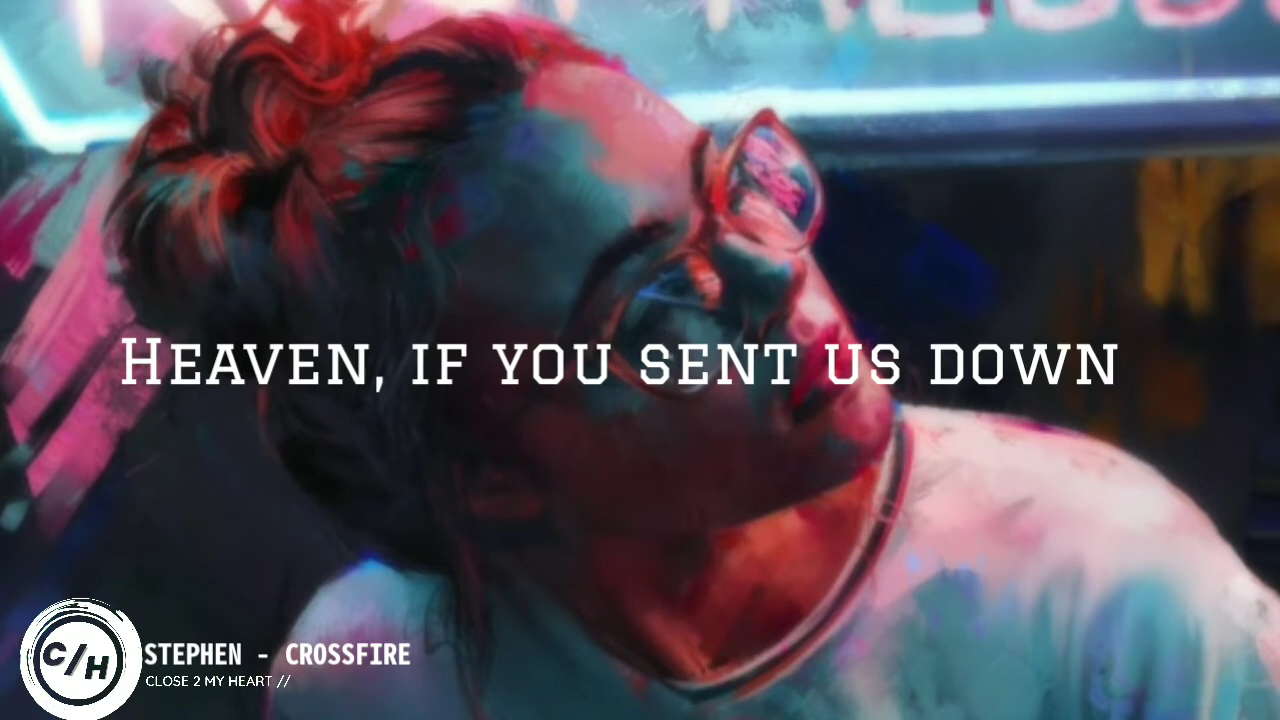 Heaven, if you sent us down
C/H
STEPHEN - CROSSFIRE
CLOSE 2 MY HEART //